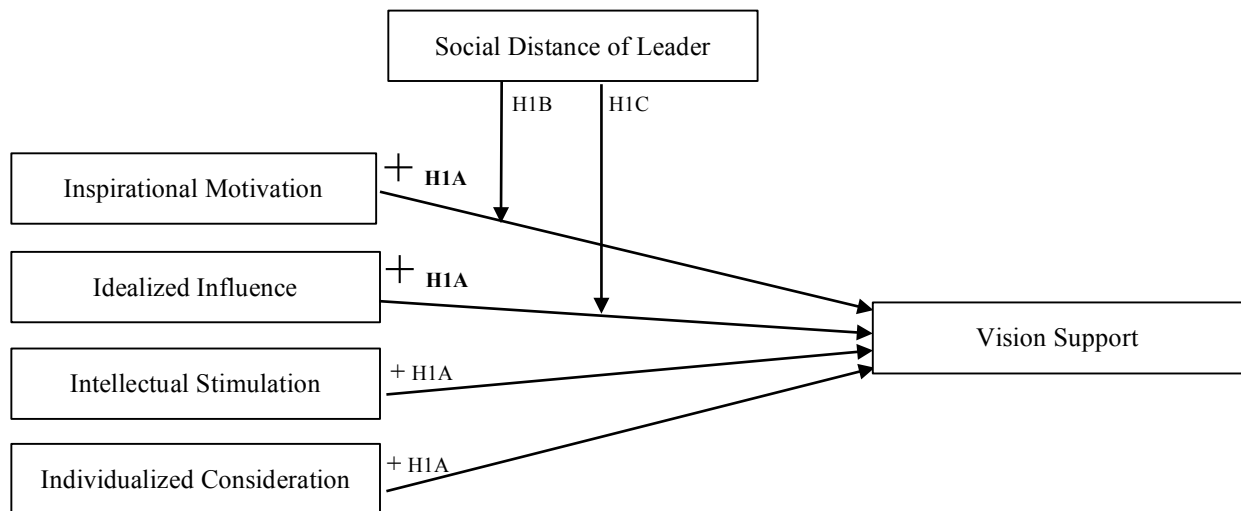 Social Distance of Leader
H1B
H1C
Inspirational Motivation
+ H1A
Idealized Influence
+ H1A
Vision Support
Intellectual Stimulation
+ H1A
Individualized Consideration
+ H1A